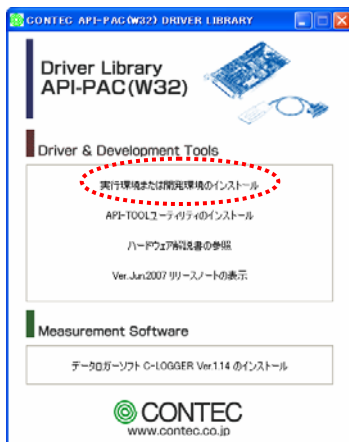 CONTEC API-PAC(W32) DRIVER LIBRARY
Driver Library
API-PAC(W32)
Driver & Development Tools
実行環境または開発環境のインストール
API-TOOLユーティリティのインストール
ハードウェア解説書の参照
Ver.Jun.2007 リリースノートの表示
Measurement Software
データロガーソフト C-LOGGER Ver.1.14 のインストール
CONTEC
www.contec.co.jp